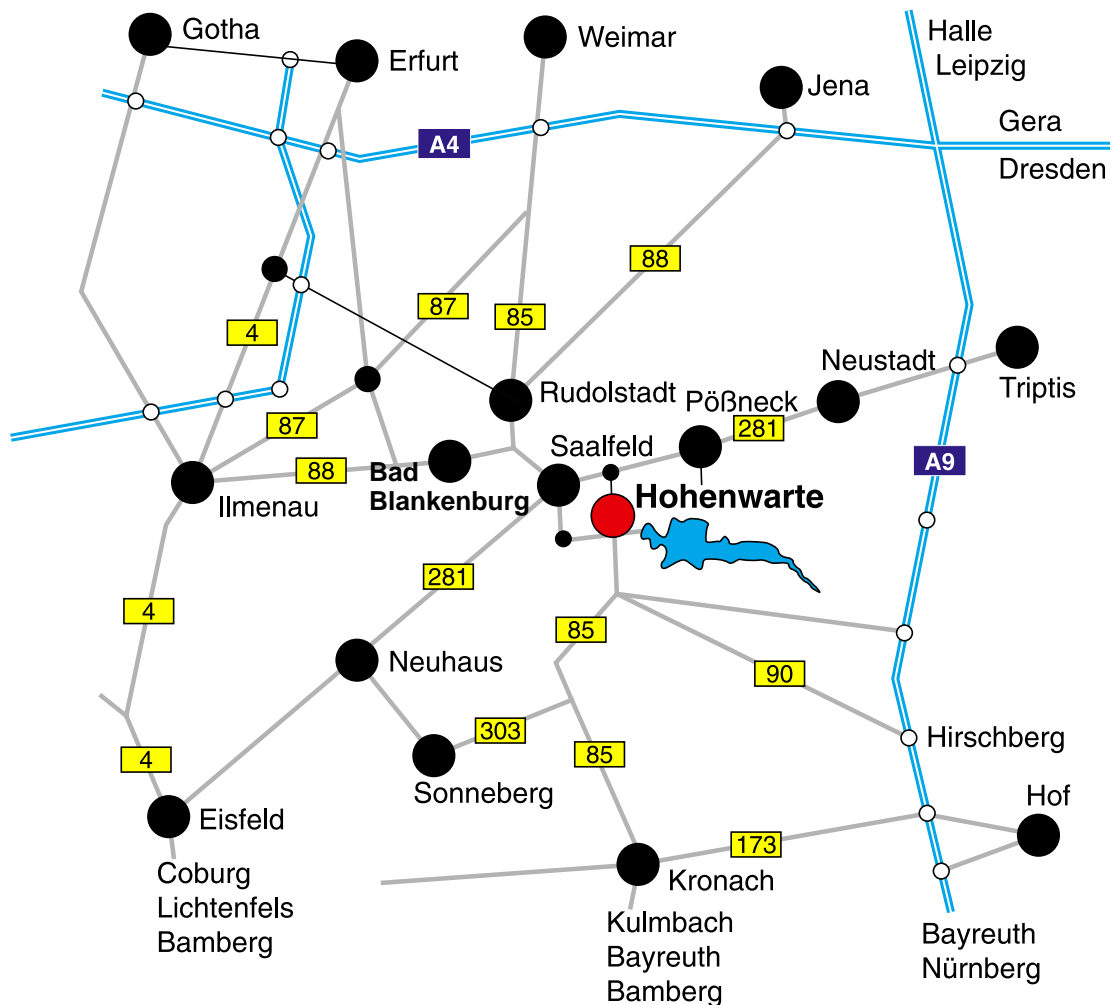 Gotha
Erfurt
Weimar
Halle
Leipzig
Jena
Gera
Dresden
A4
88
87
85
4
Neustadt
Triptis
Rudolstadt
Pößneck
281
87
Saalfeld
A9
88
Bad
Blankenburg
Ilmenau
Hohenwarte
281
4
85
Neuhaus
90
303
Hirschberg
4
85
Sonneberg
Hof
Eisfeld
173
Kronach
Coburg
Lichtenfels
Bamberg
Kulmbach
Bayreuth
Bamberg
Bayreuth
Nürnberg